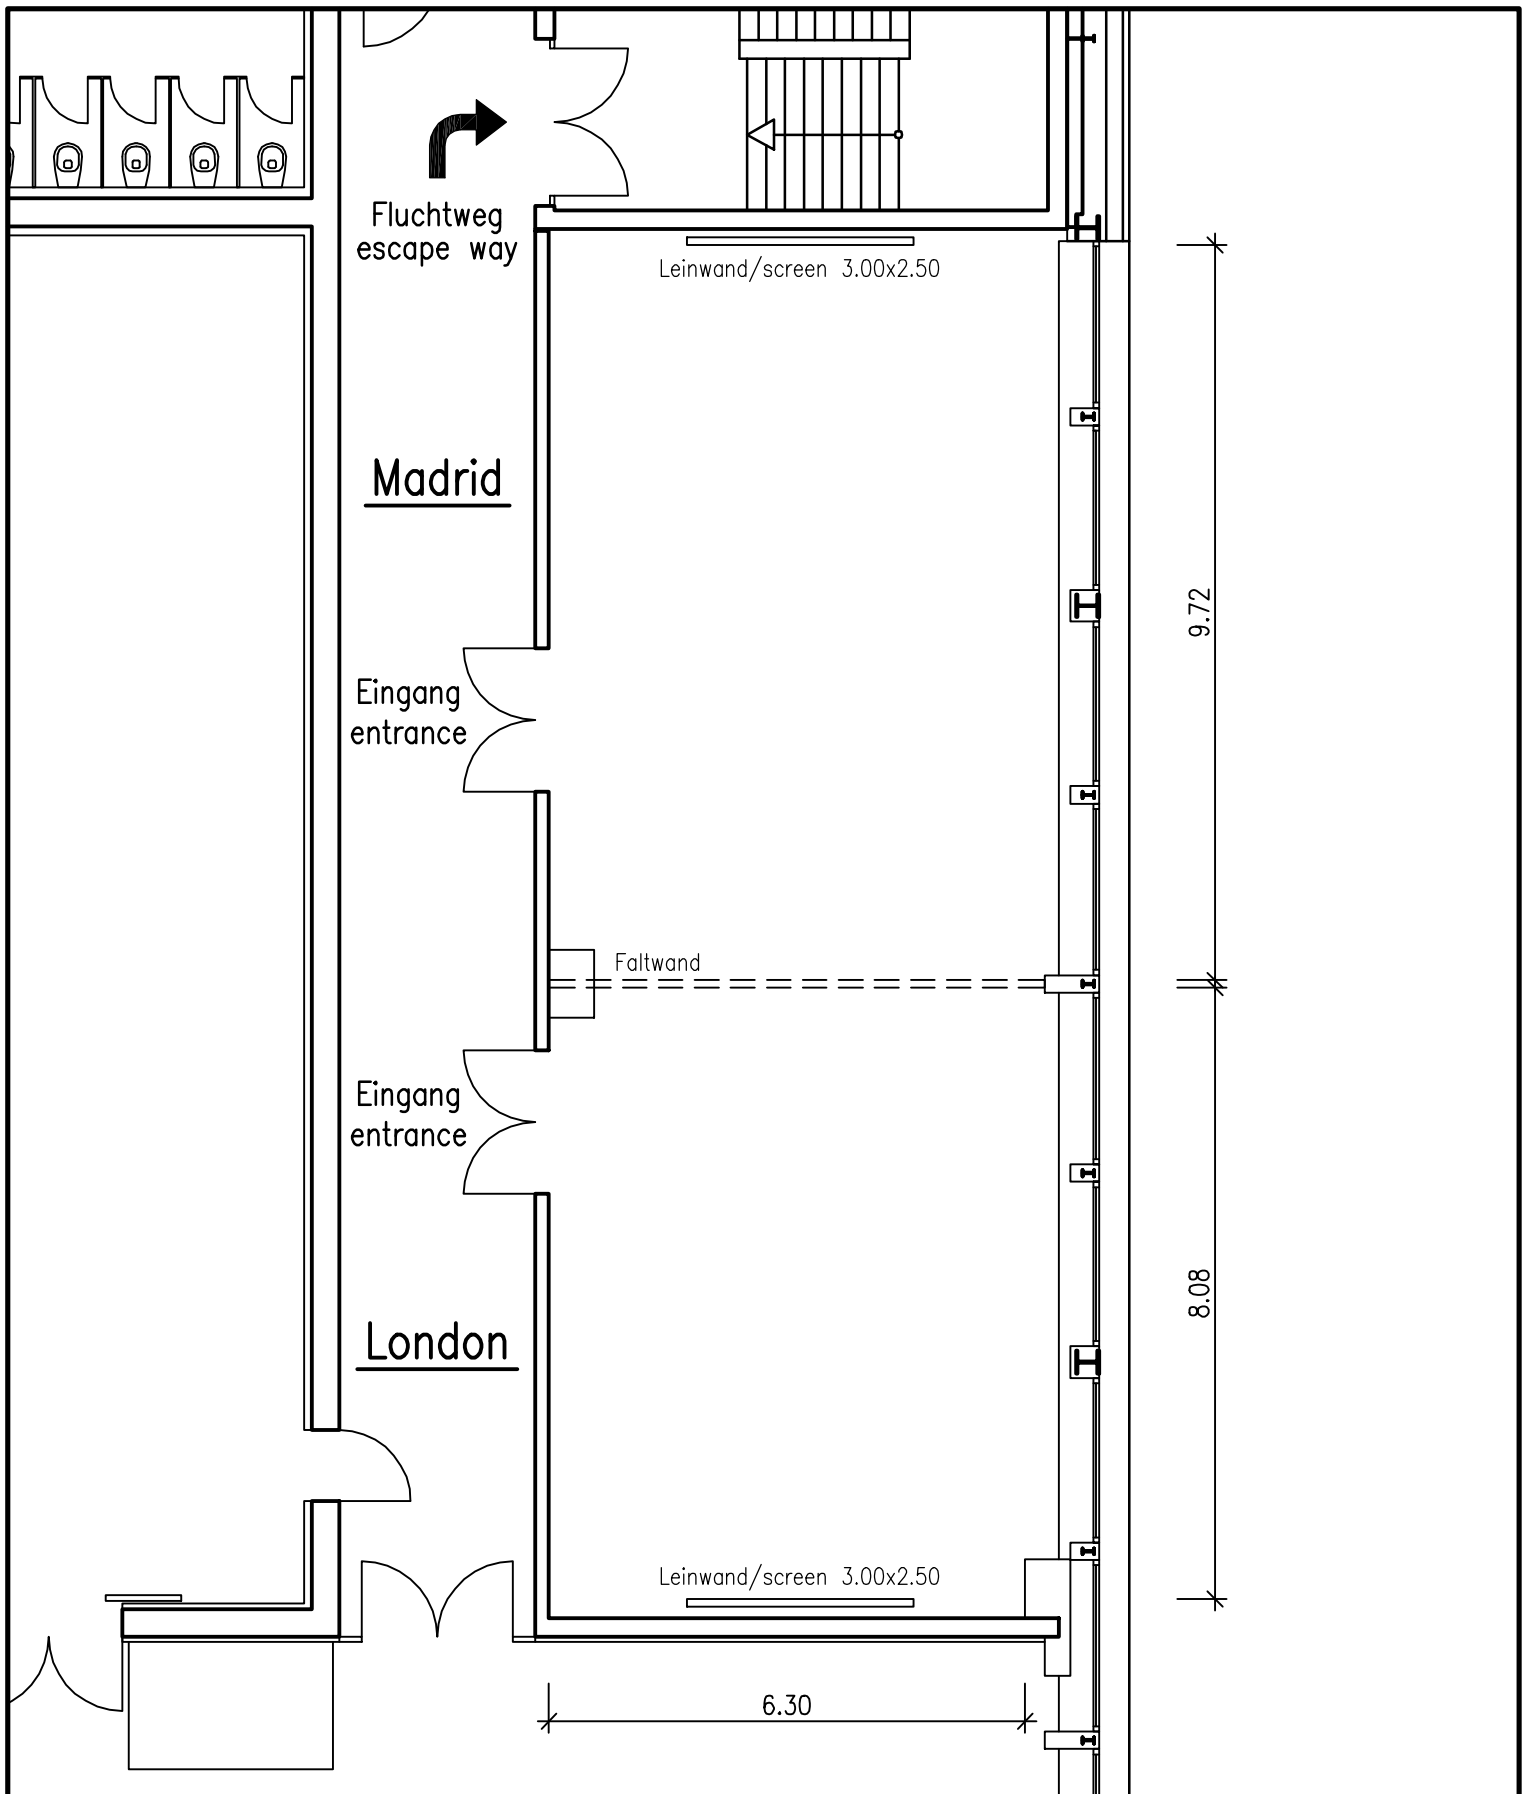 Fluchtweg
escape way
Leinwand/screen 3.00x2.50
Madrid
9.72
Eingang
entrance
Faltwand
Eingang
entrance
8.08
London
Leinwand/screen 3.00x2.50
6.30